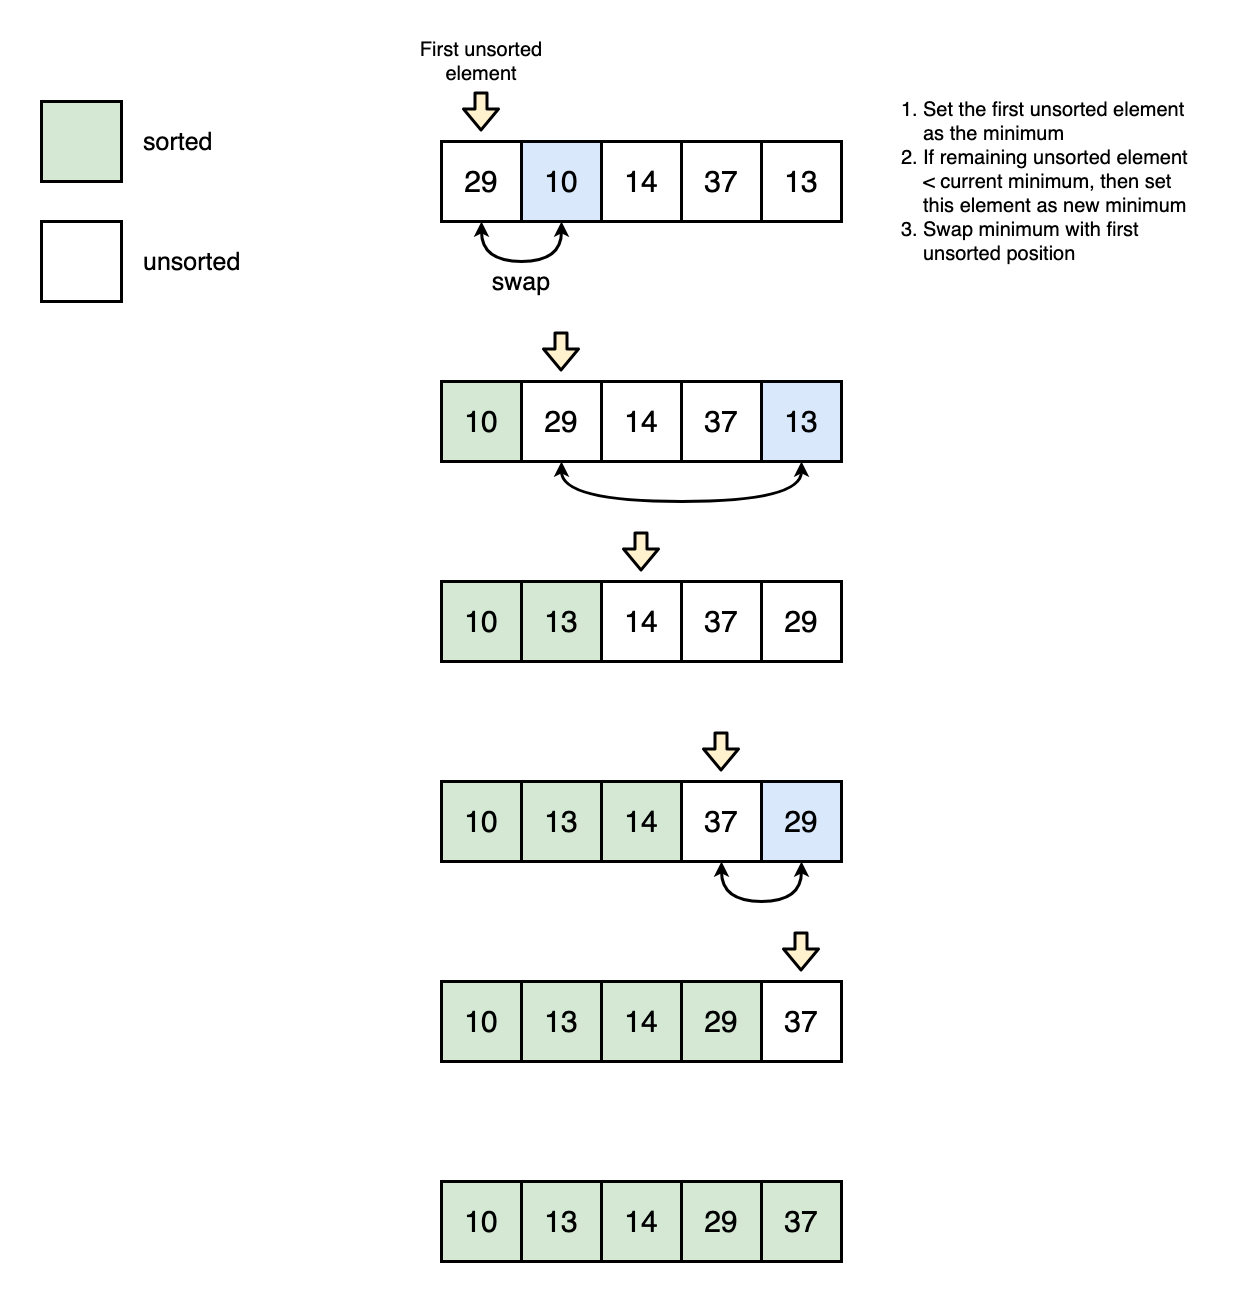 First unsorted
element
sorted
unsorted
29 10 14 37 13
swap
1. Set the first unsorted element
as the minimum
2. If remaining unsorted element
< current minimum, then set
this element as new minimum
3. Swap minimum with first
unsorted position
10 29 14 37 13
10 13 14 37 29
10 13 14 37 29
10 13 14 29 37
10 13 14 29 37